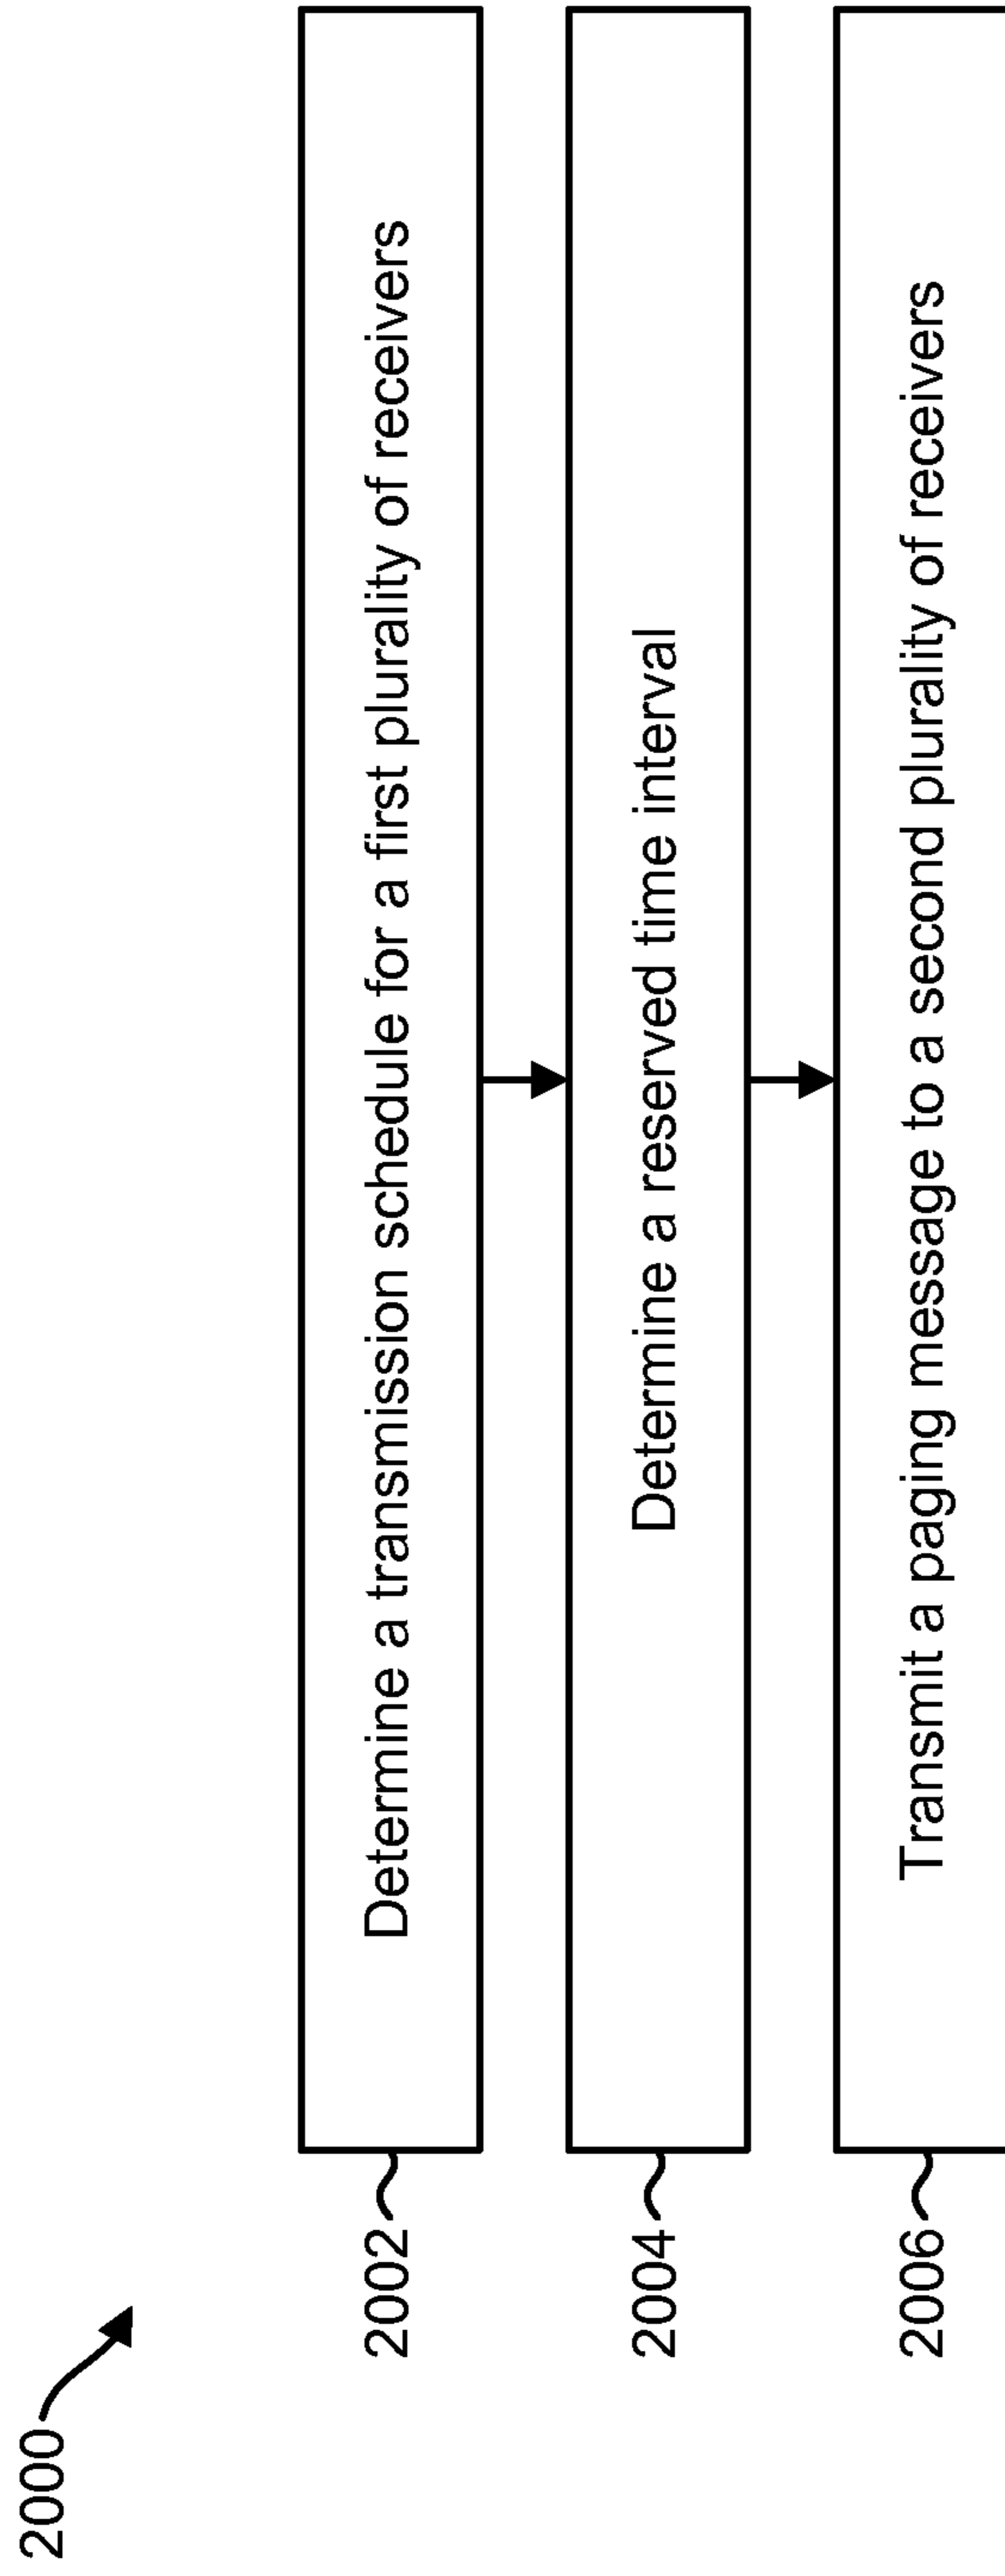 2000
2002
Determine a transmission schedule for a first plurality of receivers
2004
Determine a reserved time interval
2006
Transmit a paging message to a second plurality of receivers